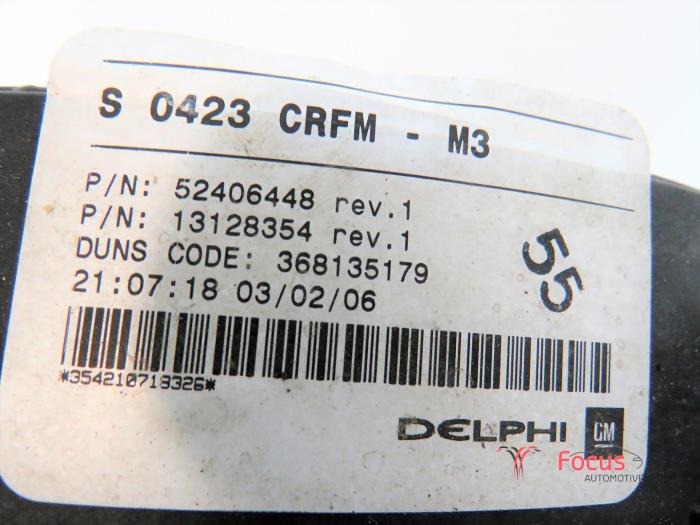 S 0423 CRFM - M3
P/N: 52406448 rev.1
P/N: 13128354 rev.1
DUNS CODE: 368135179
21:07:18 03/02/06
55
*354210718326*
DELPHI GM
Focus
AUTOMOTIVE